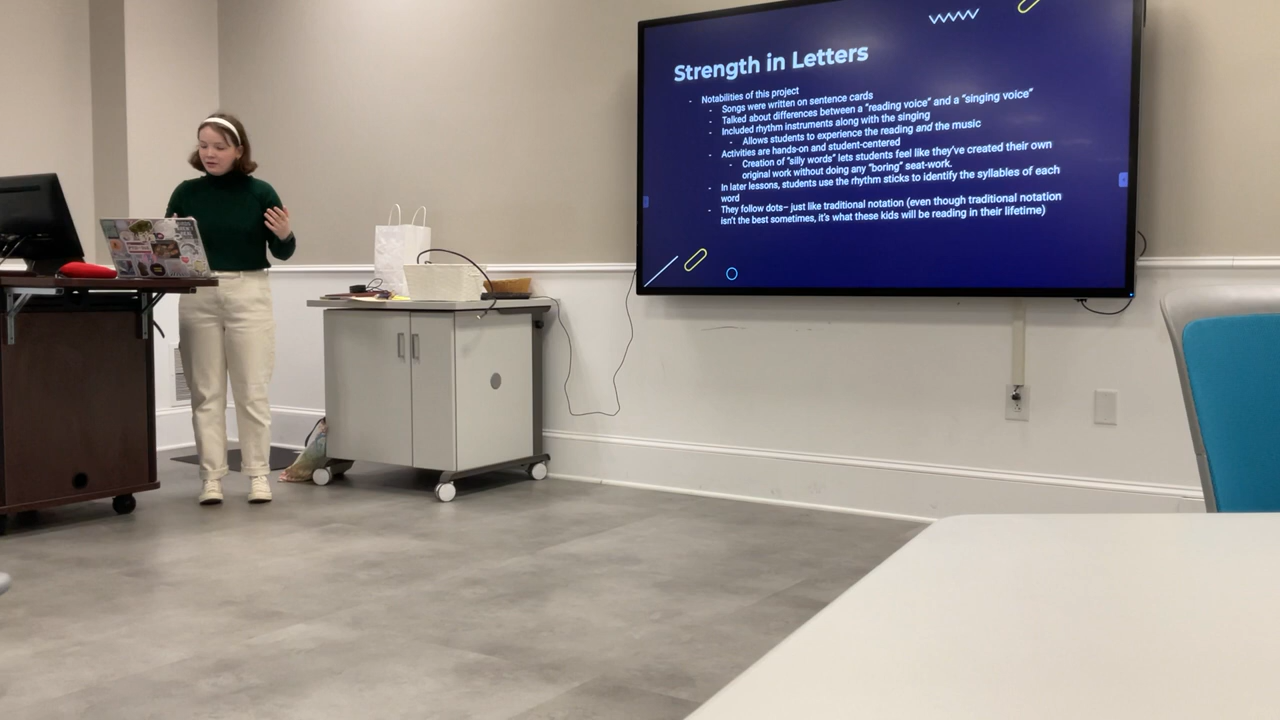 Strength in Letters
- Notabilities of this project
- Songs were written on sentence cards
- Talked about differences between a “reading voice” and a “singing voice”
- Included rhythm instruments along with the singing
- Allows students to experience the reading and the music
- Activities are hands-on and student-centered
- Creation of “silly words” lets students feel like they’ve created their own
original work without doing any “boring” seat-work.
- In later lessons, students use the rhythm sticks to identify the syllables of each
word
- They follow dots– just like traditional notation (even though traditional notation
isn’t the best sometimes, it’s what these kids will be reading in their lifetime)